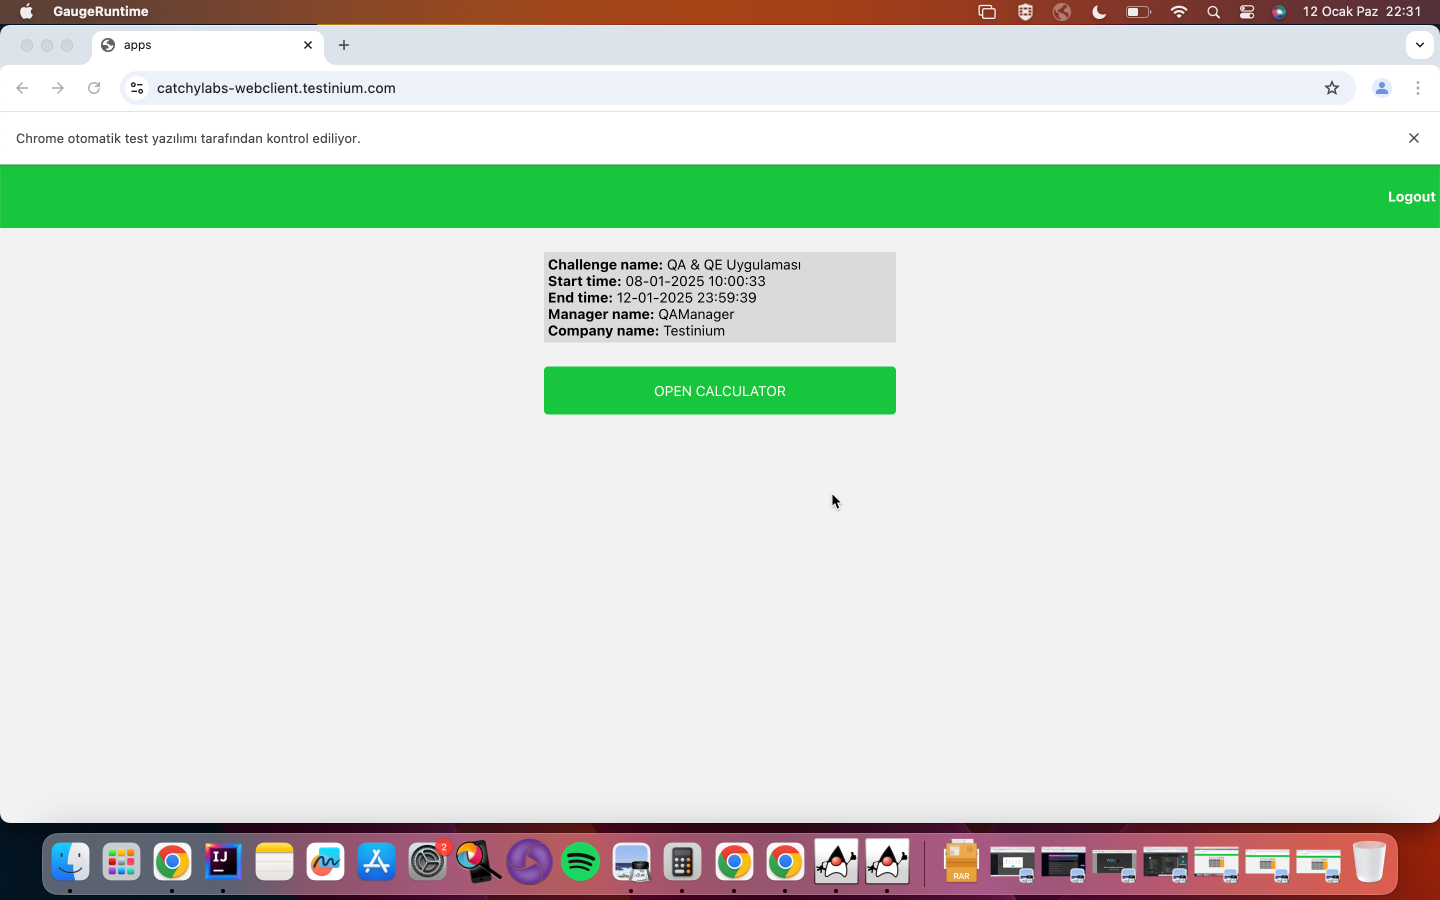 GaugeRuntime
12 Ocak Paz 22:31
apps
catchylabs-webclient.testinium.com
Chrome otomatik test yazılımı tarafından kontrol ediliyor.
Logout
Challenge name: QA & QE Uygulaması
Start time: 08-01-2025 10:00:33
End time: 12-01-2025 23:59:39
Manager name: QAManager
Company name: Testinium
OPEN CALCULATOR
IJ
2
RAR